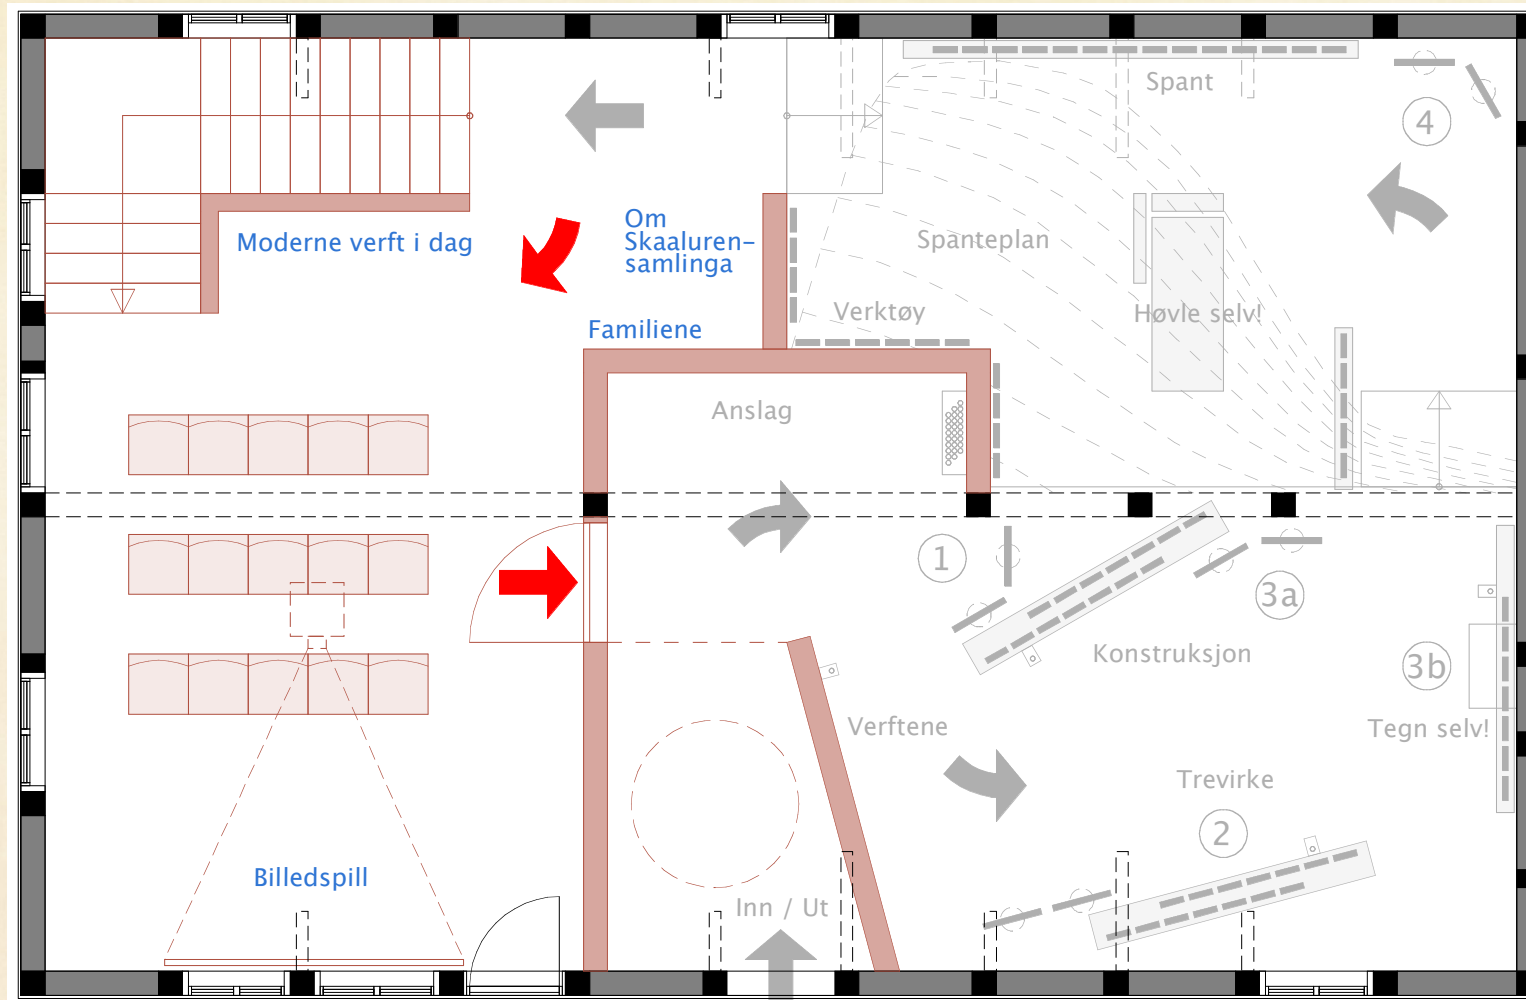 Spant
4
Om
Skaaluren-
samlinga
Moderne verft i dag
Spanteplan
Verktøy
Høvle selv!
Familiene
Anslag
1
3a
Konstruksjon
3b
Verftene
Tegn selv!
Trevirke
2
Billedspill
Inn / Ut